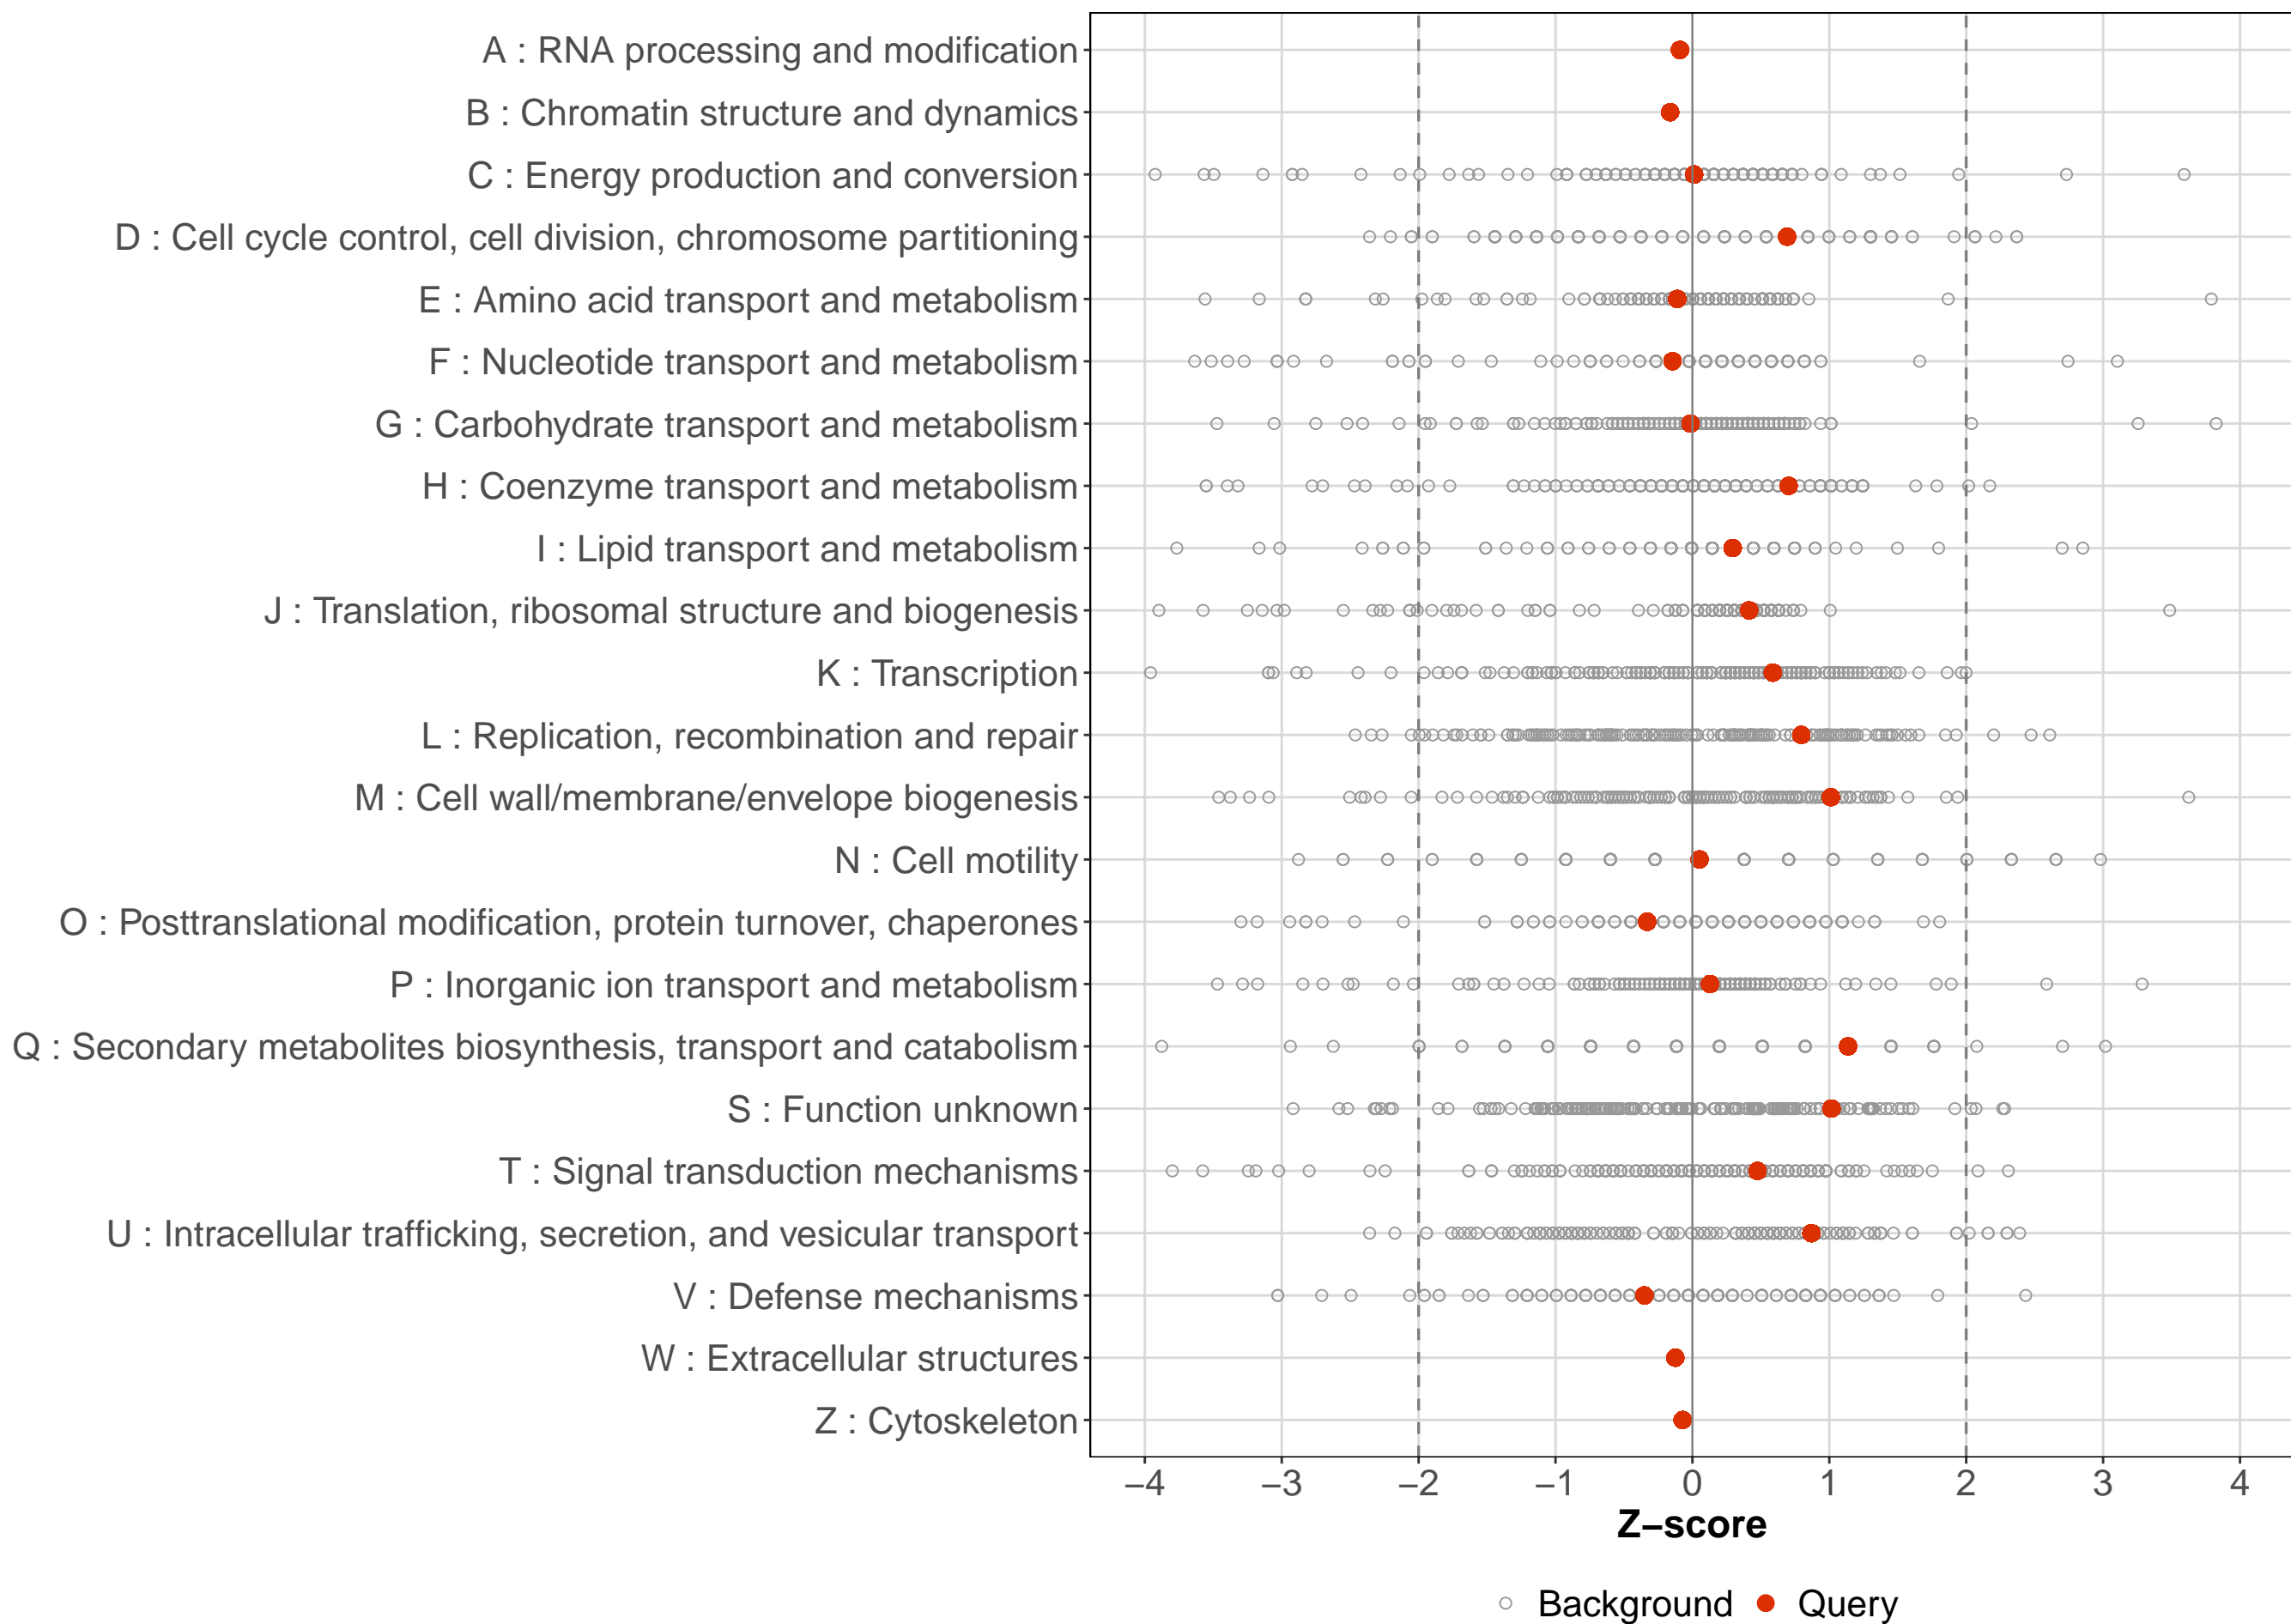 A : RNA processing and modification
B : Chromatin structure and dynamics
C : Energy production and conversion
D : Cell cycle control, cell division, chromosome partitioning
E : Amino acid transport and metabolism
F : Nucleotide transport and metabolism
G : Carbohydrate transport and metabolism
H : Coenzyme transport and metabolism
I : Lipid transport and metabolism
J : Translation, ribosomal structure and biogenesis
K : Transcription
L : Replication, recombination and repair
M : Cell wall/membrane/envelope biogenesis
N : Cell motility
O : Posttranslational modification, protein turnover, chaperones
P : Inorganic ion transport and metabolism
Q : Secondary metabolites biosynthesis, transport and catabolism
S : Function unknown
T : Signal transduction mechanisms
U : Intracellular trafficking, secretion, and vesicular transport
V : Defense mechanisms
W : Extracellular structures
Z : Cytoskeleton
−4 −3 −2 −1 0 1 2 3 4
Z−score
Background Query